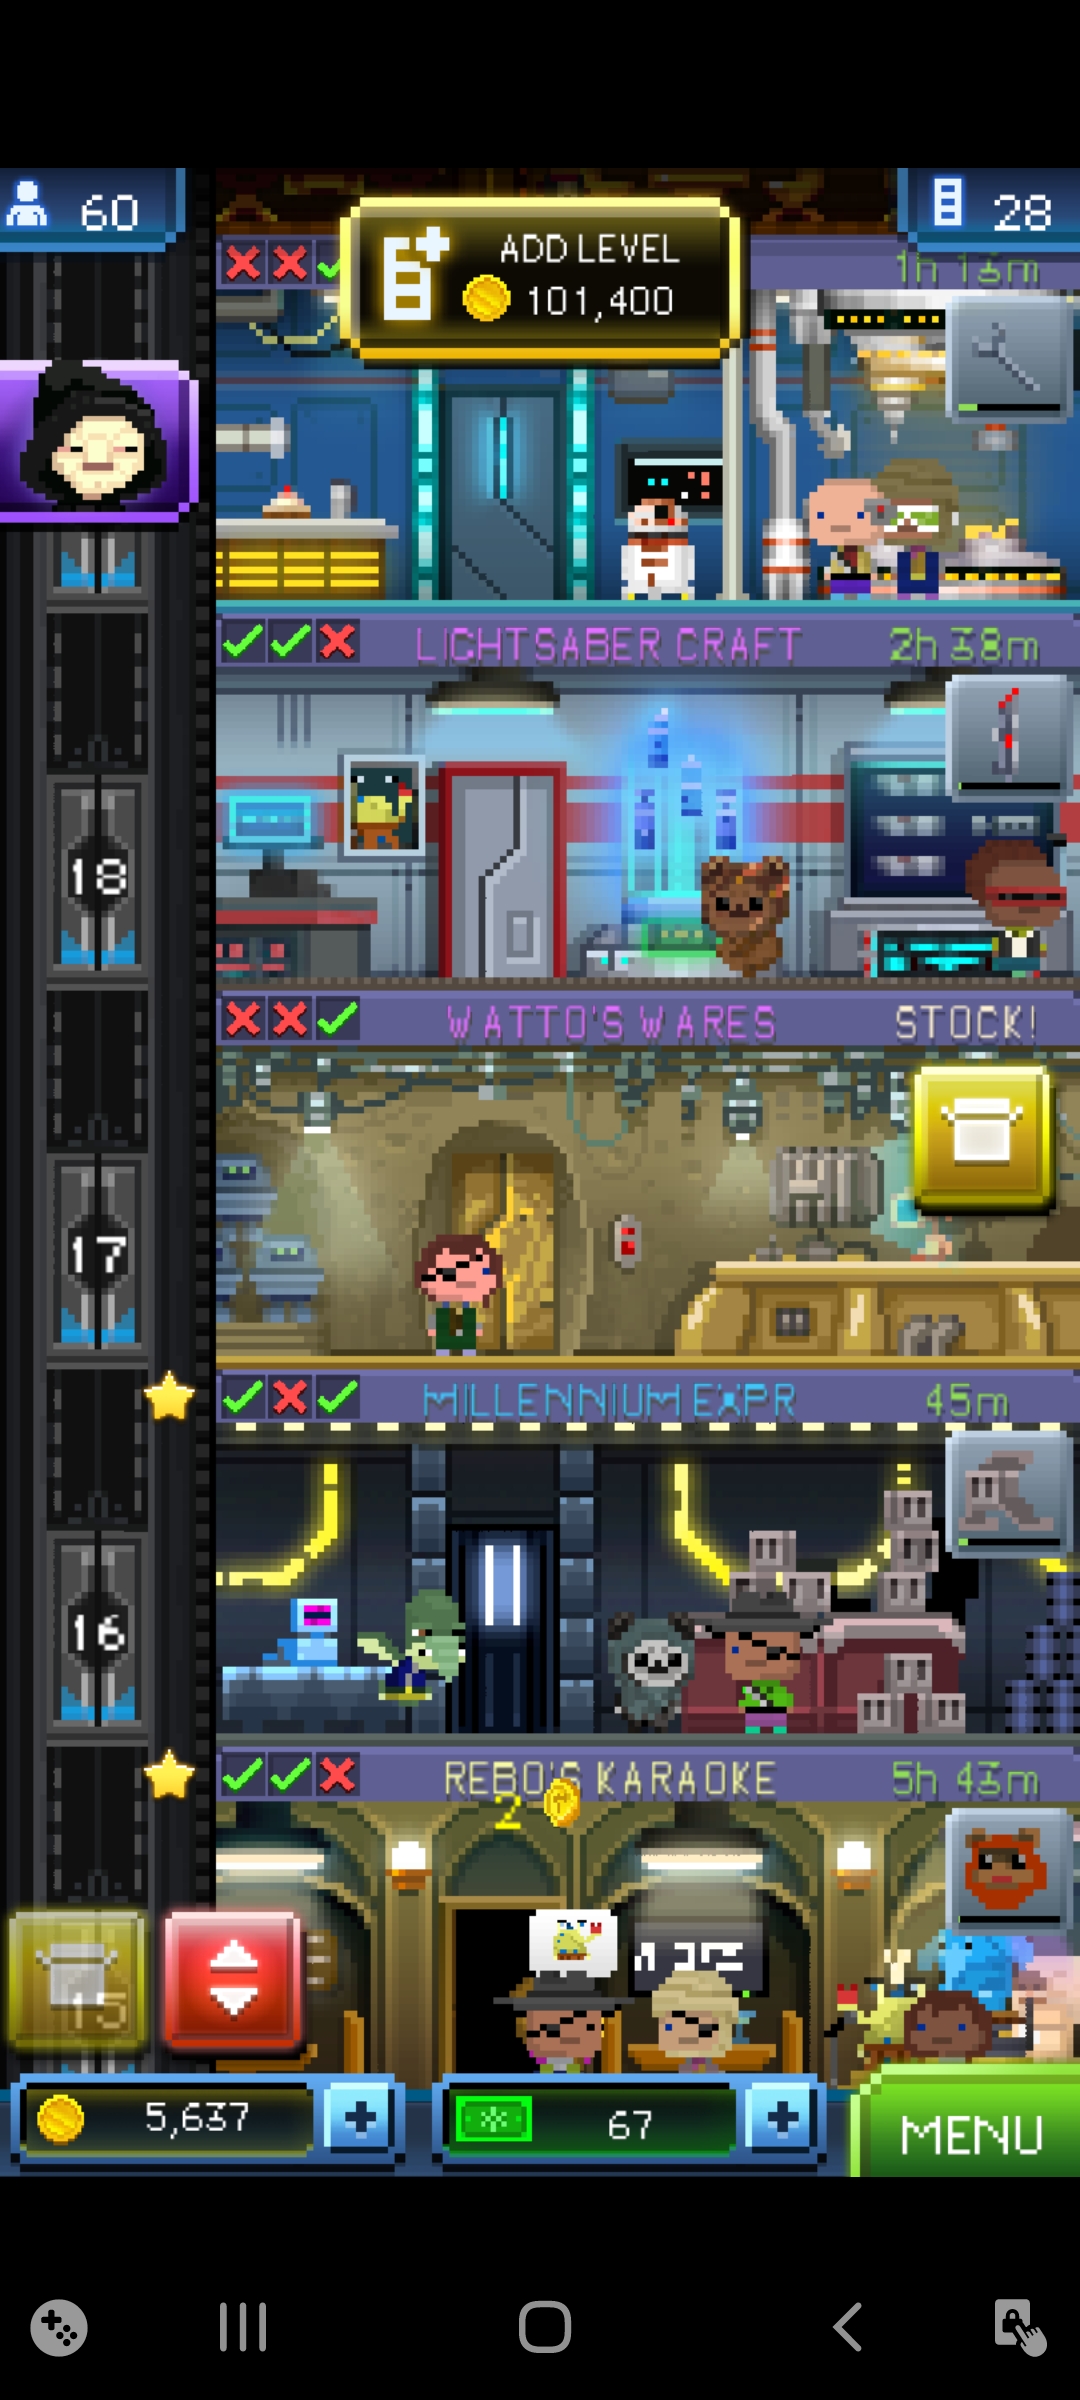 60
ADD LEVEL
101,400
28
1h 13m
LIGHTSABER CRAFT
2h 38m
18
WATTO'S WARES
STOCK!
17
MILLENNIUM EXPR
45m
16
REBO'S KARAOKE
5h 43m
2
15
5,637
67
MENU